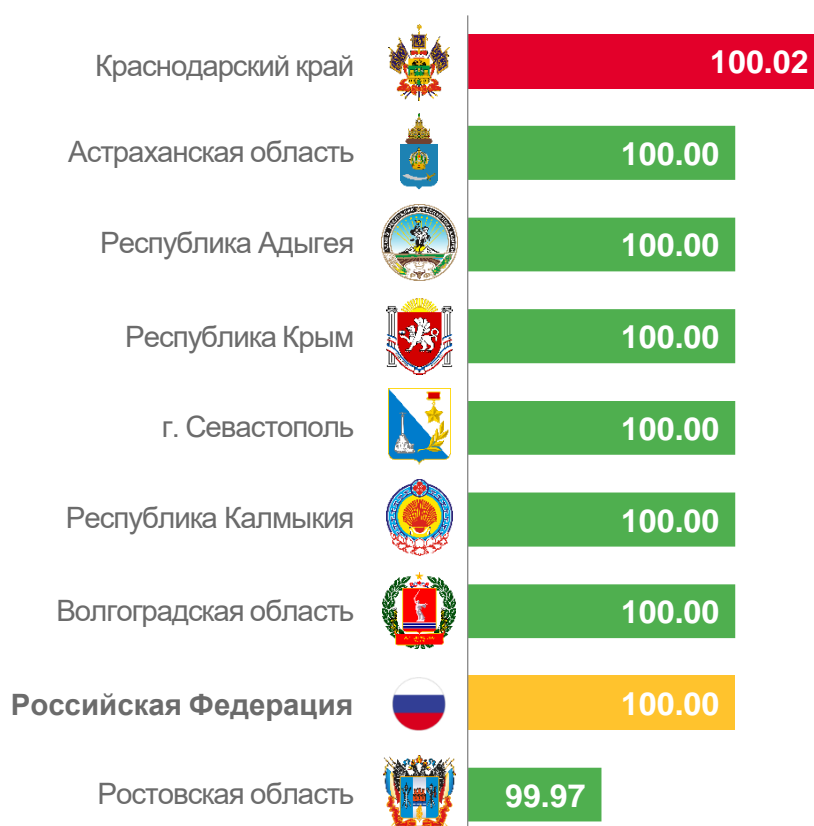 Краснодарский край 100.02
Астраханская область 100.00
Республика Адыгея 100.00
Республика Крым 100.00
г. Севастополь 100.00
Республика Калмыкия 100.00
Волгоградская область 100.00
Российская Федерация 100.00
Ростовская область 99.97